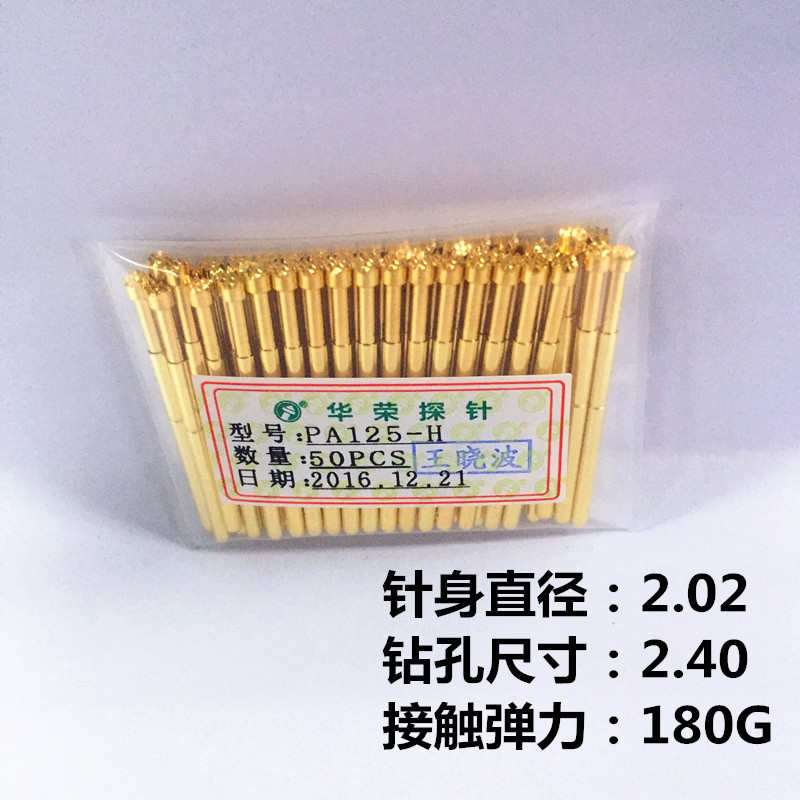 华荣探针
型号:PA125-H
数量:50PCS 王晓波
日期:2016.12.21
针身直径：2.02
钻孔尺寸：2.40
接触弹力：180G